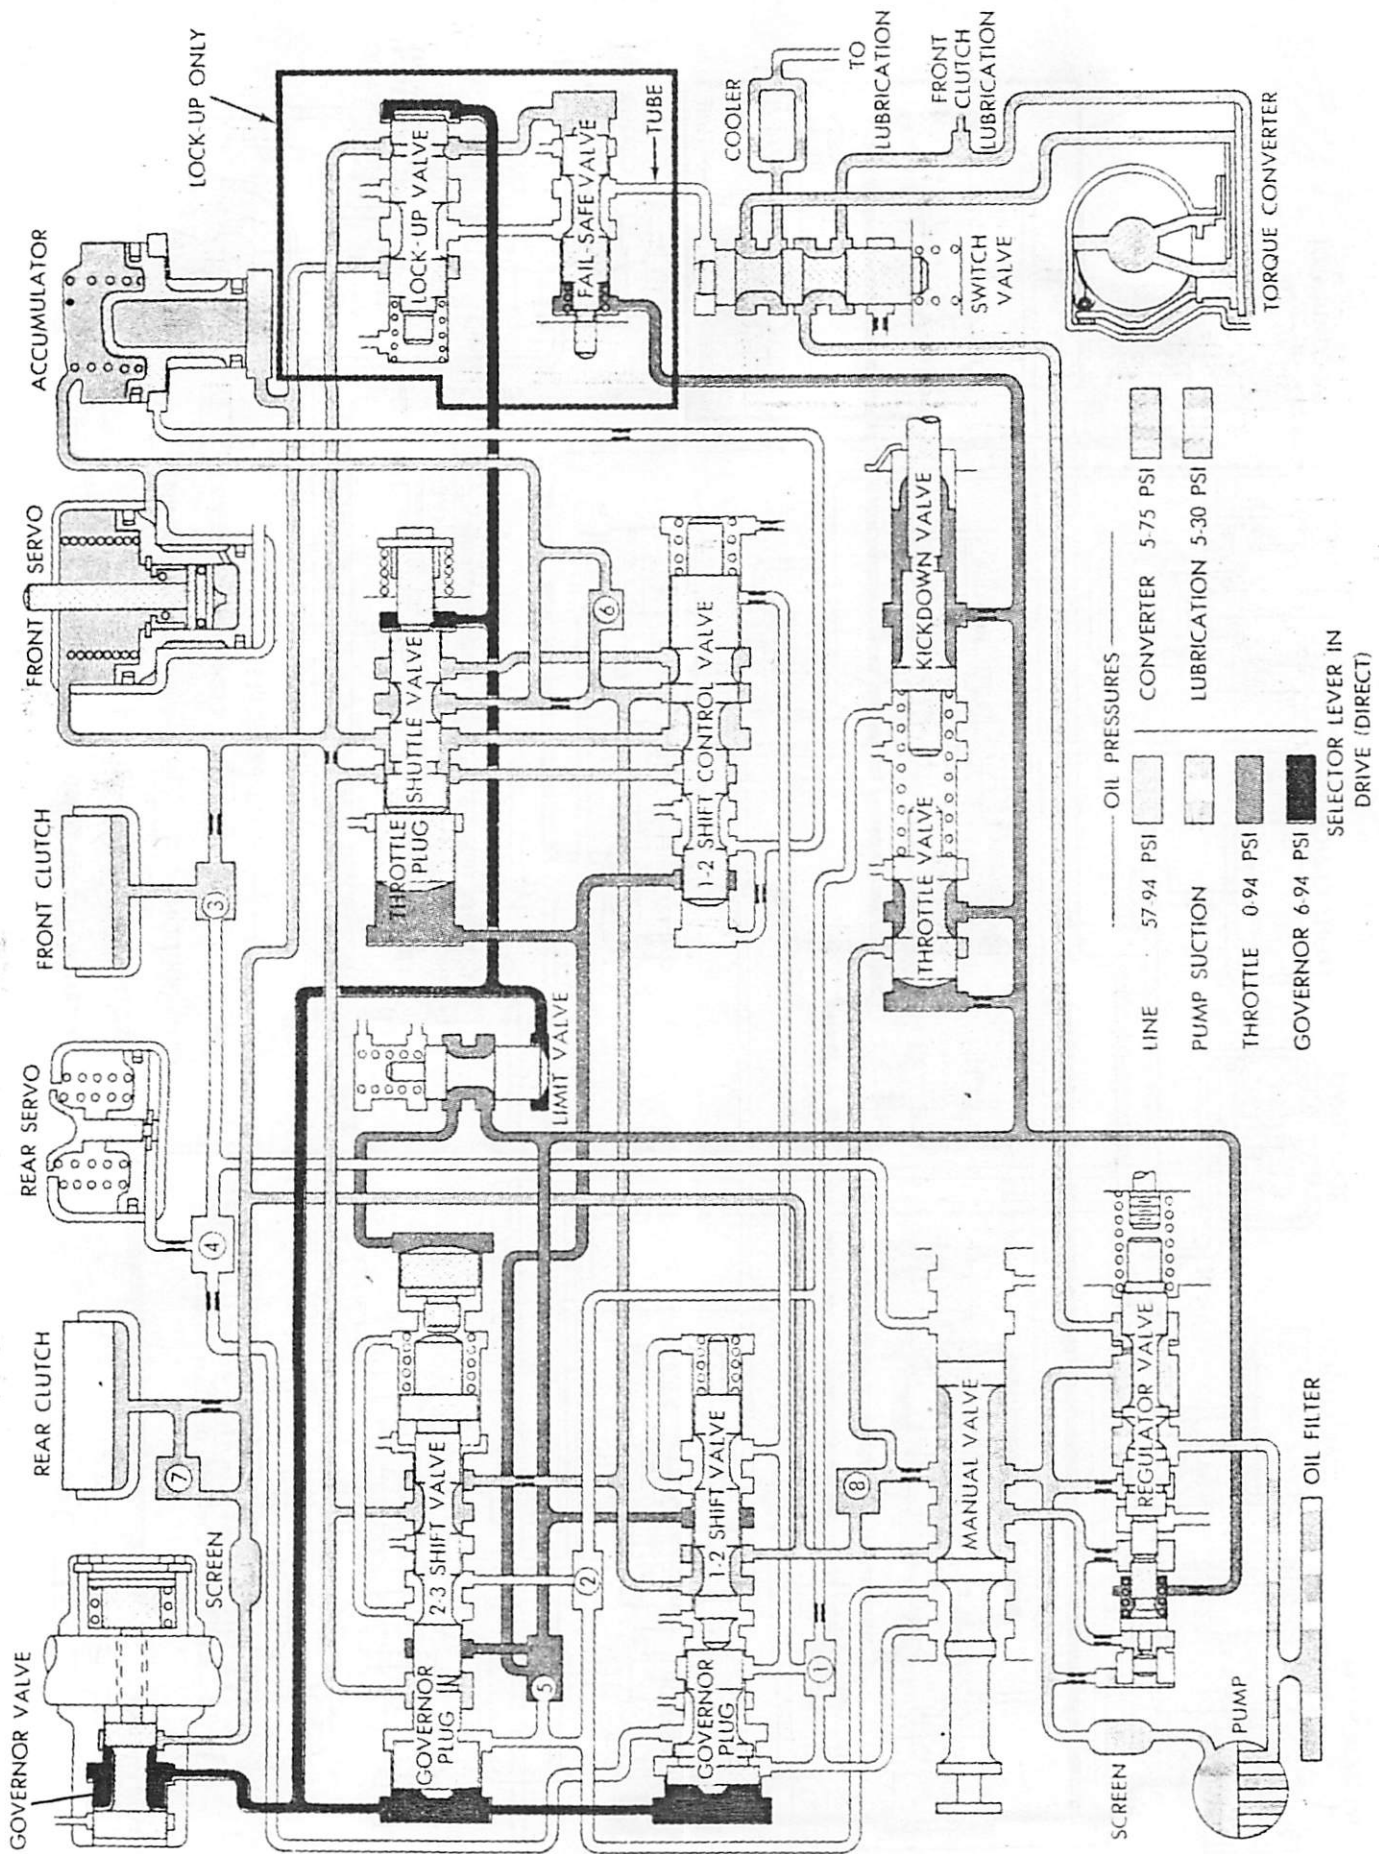 GOVERNOR VALVE
REAR CLUTCH
REAR SERVO
FRONT CLUTCH
FRONT SERVO
ACCUMULATOR
LOCK-UP ONLY
SCREEN
7
4
3
GOVERNOR
PLUG
2-3 SHIFT VALVE
LIMIT VALVE
THROTTLE
PLUG
SHUTTLE VALVE
LOCK-UP VALVE
5
2
6
FAIL-SAFE VALVE
TUBE
GOVERNOR
PLUG
1-2 SHIFT VALVE
1-2 SHIFT CONTROL VALVE
COOLER
TO
LUBRICATION
1
8
FRONT
CLUTCH
LUBRICATION
MANUAL VALVE
THROTTLE VALVE
KICKDOWN VALVE
SWITCH
VALVE
REGULATOR VALVE
SCREEN
PUMP
OIL FILTER
TORQUE CONVERTER
OIL PRESSURES
LINE 57-94 PSI
PUMP SUCTION
THROTTLE 0-94 PSI
GOVERNOR 6-94 PSI
CONVERTER 5-75 PSI
LUBRICATION 5-30 PSI
SELECTOR LEVER IN
DRIVE (DIRECT)